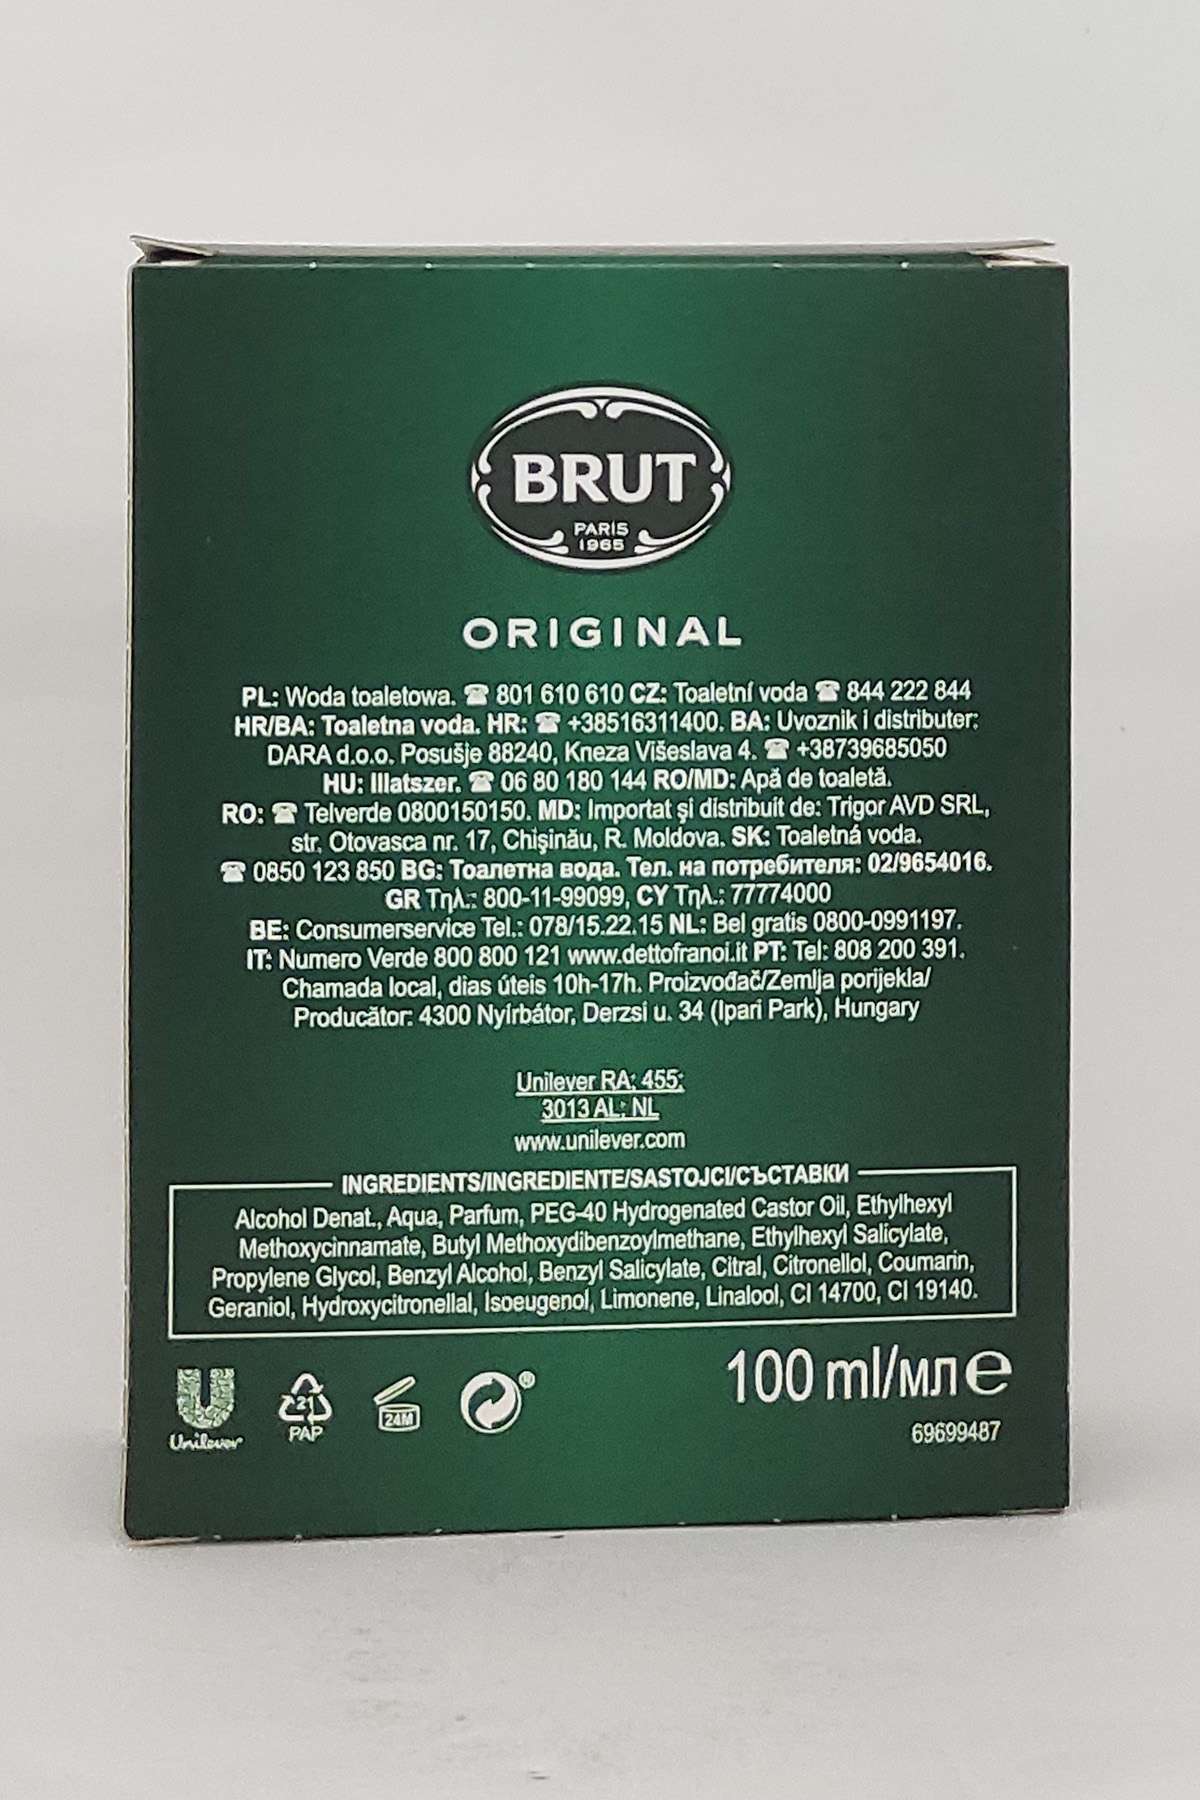 BRUT
PARIS
1965
ORIGINAL
PL: Woda toaletowa. ☎ 801 610 610 CZ: Toaletní voda ☎ 844 222 844
HR/BA: Toaletna voda. HR: ☎ +38516311400. BA: Uvoznik i distributer:
DARA d.o.o. Posušje 88240, Kneza Višeslava 4. ☎ +38739685050
HU: Illatszer. ☎ 06 80 180 144 RO/MD: Apă de toaletă.
RO: ☎ Telverde 0800150150. MD: Importat şi distribuit de: Trigor AVD SRL,
str. Otovasca nr. 17, Chişinău, R. Moldova. SK: Toaletná voda.
☎ 0850 123 850 BG: Тоалетна вода. Тел. на потребителя: 02/9654016.
GR Τηλ.: 800-11-99099, CY Τηλ.: 77774000
BE: Consumerservice Tel.: 078/15.22.15 NL: Bel gratis 0800-0991197.
IT: Numero Verde 800 800 121 www.dettofranoi.it PT: Tel: 808 200 391.
Chamada local, dias úteis 10h-17h. Proizvođač/Zemlja porijekla/
Producător: 4300 Nyírbátor, Derzsi u. 34 (Ipari Park), Hungary
Unilever RA; 455;
3013 AL; NL
www.unilever.com
INGREDIENTS/INGREDIENTE/SASTOJCI/СЪСТАВКИ
Alcohol Denat., Aqua, Parfum, PEG-40 Hydrogenated Castor Oil, Ethylhexyl
Methoxycinnamate, Butyl Methoxydibenzoylmethane, Ethylhexyl Salicylate,
Propylene Glycol, Benzyl Alcohol, Benzyl Salicylate, Citral, Citronellol, Coumarin,
Geraniol, Hydroxycitronellal, Isoeugenol, Limonene, Linalool, CI 14700, CI 19140.
100 ml/мл e
Unilever
21
PAP
24M
®
69699487